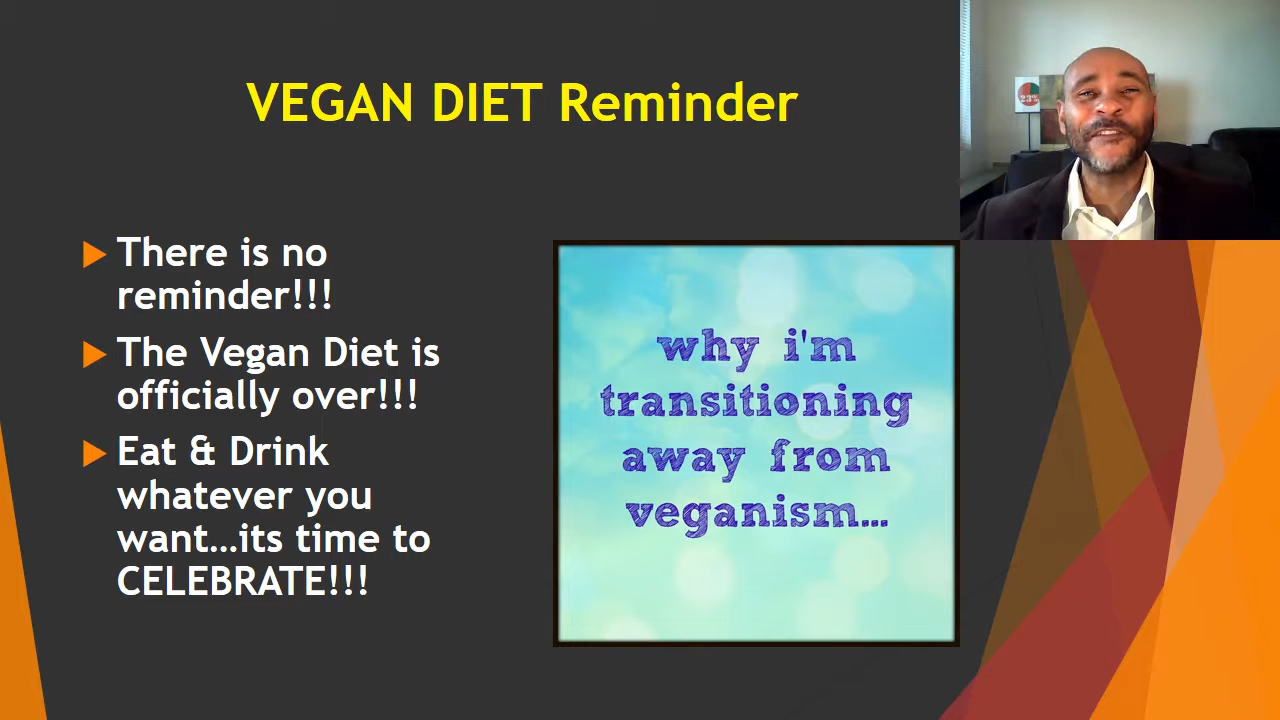 VEGAN DIET Reminder
There is no
reminder!!!
The Vegan Diet is
officially over!!!
Eat & Drink
whatever you
want...its time to
CELEBRATE!!!
why i'm
transitioning
away from
veganism...